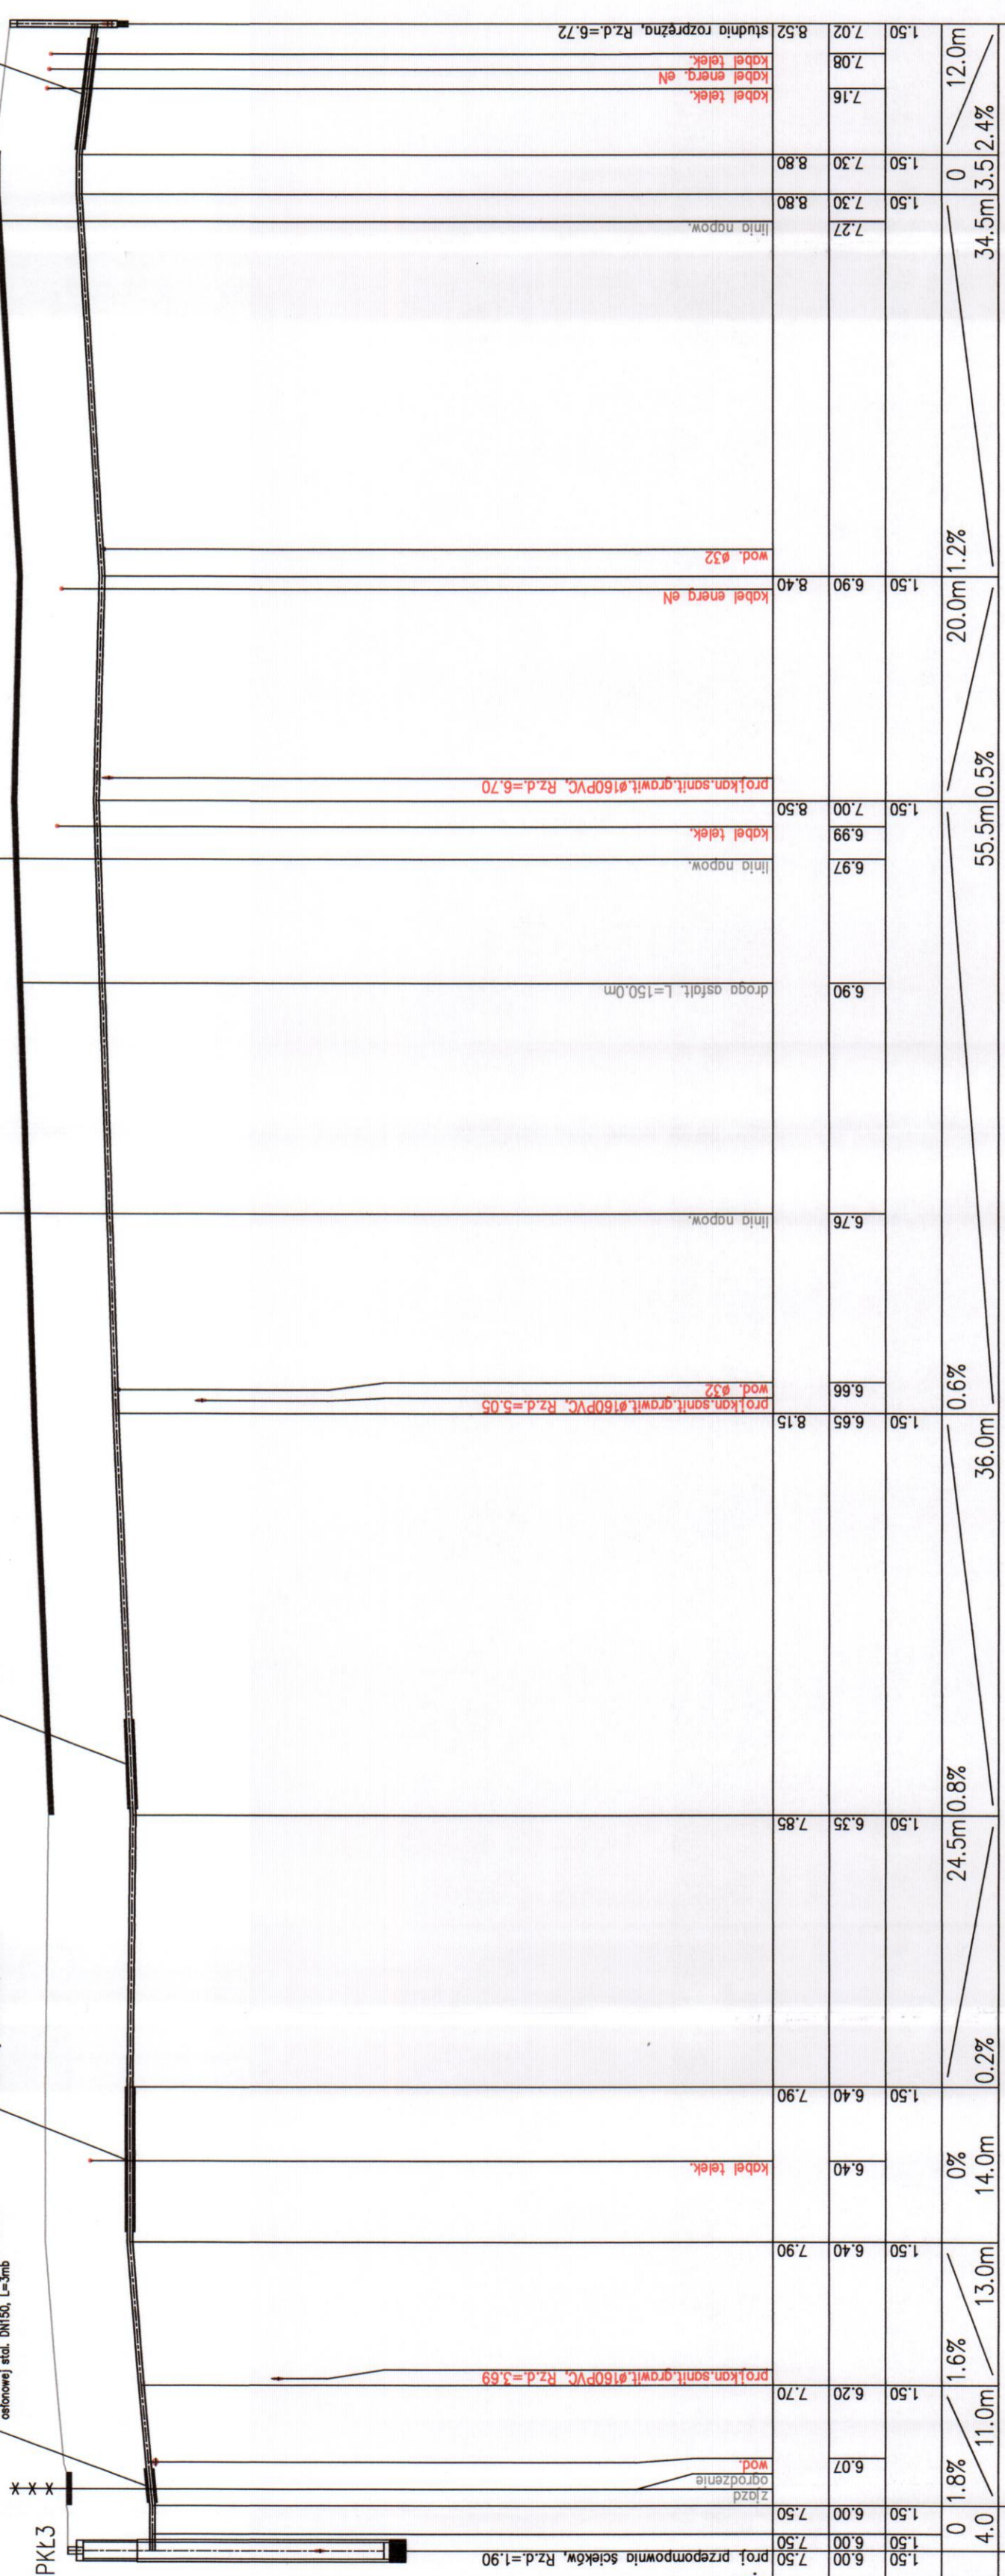 PKŁ3
osłonowej stal. DN150, L=3mb
proj. przepompownia ścieków, Rz.d.=1.90
7.50 6.00 1.50
7.50 6.00 1.50
0 4.0
7.50 6.00 1.50
zjazd
ogrodzenie
wod.
6.07
1.8% 11.0m
7.70 6.20 1.50
proj.kan.sanit.grawit.ø160PVC, Rz.d.=3.69
1.6% 13.0m
7.90 6.40 1.50
kabel telek.
6.40
0% 14.0m
7.90 6.40 1.50
0.2% 24.5m
7.85 6.35 1.50
0.8% 36.0m
8.15 6.65 1.50
proj.kan.sanit.grawit.ø160PVC, Rz.d.=5.05
wod. ø32
6.66
0.6% 55.5m
linia napow.
6.76
droga asfalt. L=150.0m
6.90
linia napow.
6.97
kabel telek.
6.99
8.50 7.00 1.50
proj.kan.sanit.grawit.ø160PVC, Rz.d.=6.70
0.5% 20.0m
kabel energ eN
8.40 6.90 1.50
wod. ø32
1.2% 34.5m
linia napow.
7.27
8.80 7.30 1.50
0 3.5
8.80 7.30 1.50
2.4% 12.0m
kabel telek.
7.16
kabel energ. eN
kabel telek.
7.08
studnia rozprężna, Rz.d.=6.72
8.52 7.02 1.50